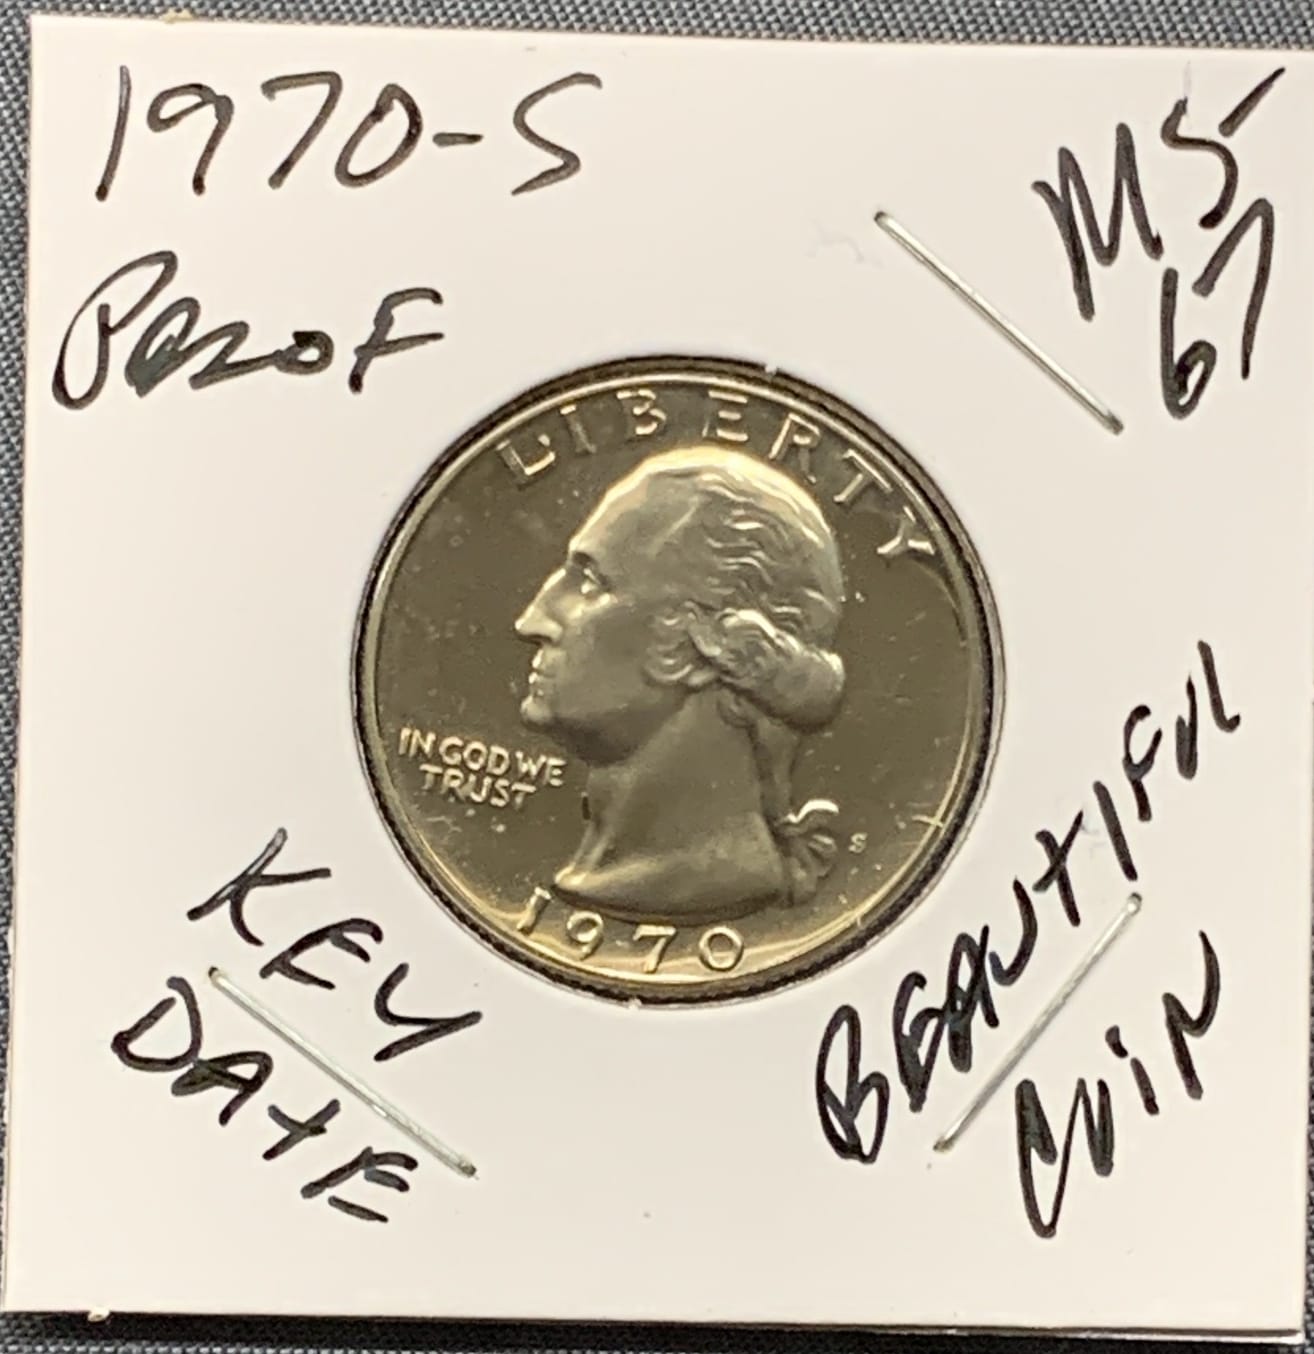 1970-S
PROOF
MS
67
LIBERTY
IN GOD WE
TRUST
S
1970
KEY
DATE
BEAUTIFUL
COIN